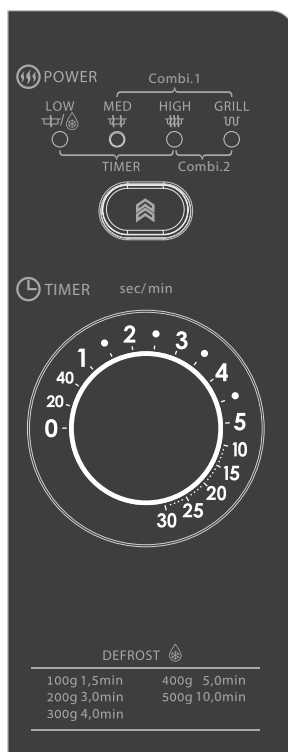 POWER
Combi.1
LOW MED HIGH GRILL
TIMER Combi.2
TIMER sec/min
0 20 40 1 2 3 4 5 10 15 20 25 30
DEFROST
100g 1,5min 400g 5,0min
200g 3,0min 500g 10,0min
300g 4,0min